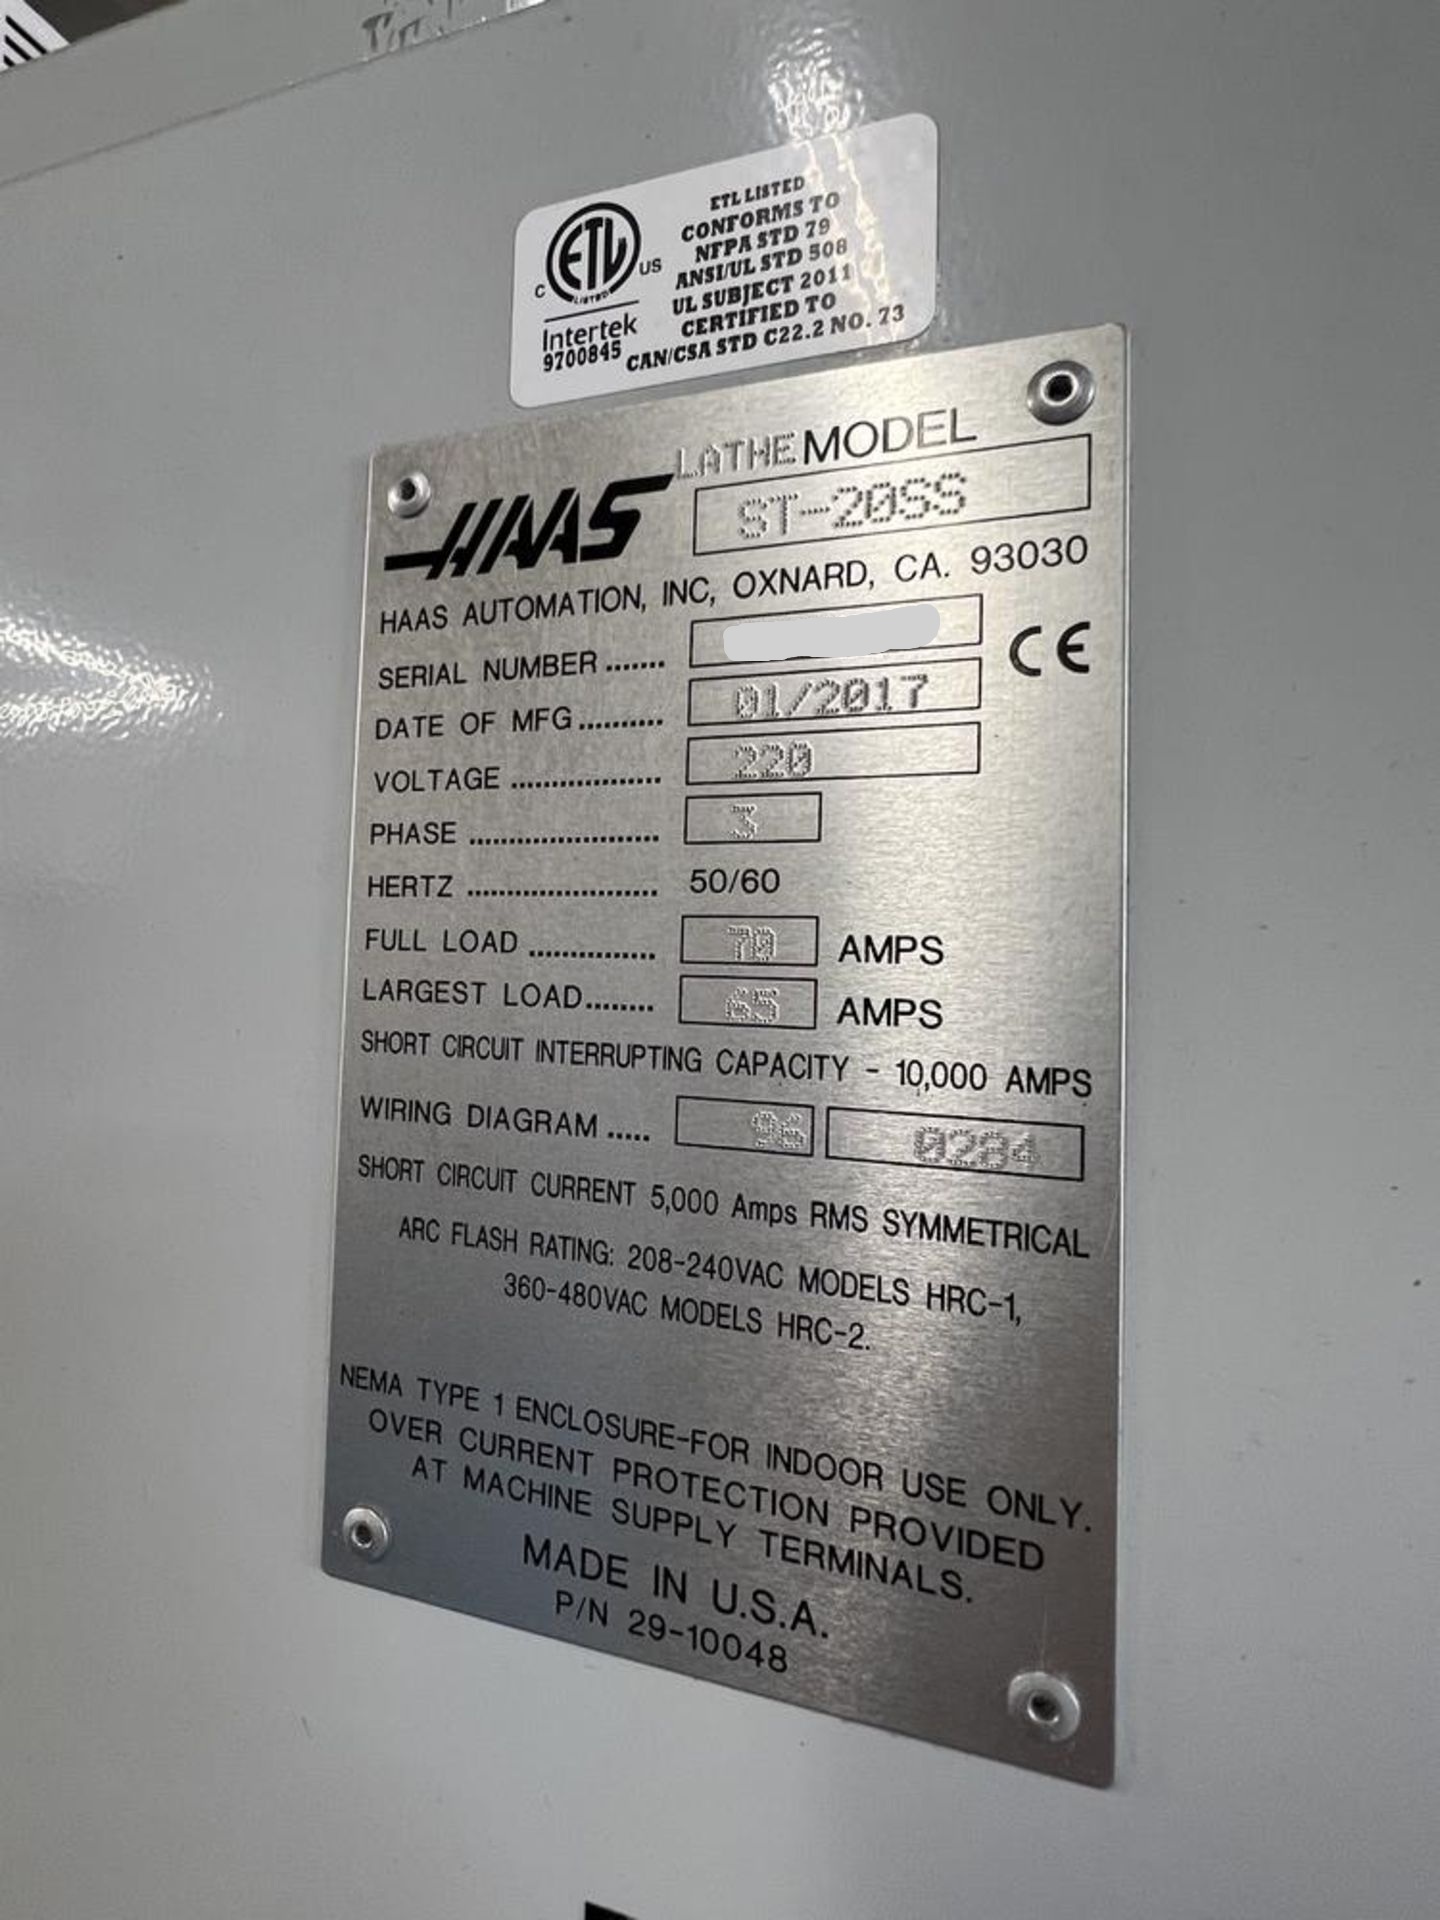 ETL LISTED
CONFORMS TO
NFPA STD 79
ANSI/UL STD 508
UL SUBJECT 2011
CERTIFIED TO
CAN/CSA STD C22.2 NO. 73
ETL
LISTED
C US
Intertek
9700845
HAAS
LATHE MODEL
ST-20SS
HAAS AUTOMATION, INC, OXNARD, CA. 93030
SERIAL NUMBER .......
CE
DATE OF MFG .......... 01/2017
VOLTAGE .................. 220
PHASE ....................... 3
HERTZ ....................... 50/60
FULL LOAD ............... 70 AMPS
LARGEST LOAD........ 65 AMPS
SHORT CIRCUIT INTERRUPTING CAPACITY - 10,000 AMPS
WIRING DIAGRAM ..... 96 0284
SHORT CIRCUIT CURRENT 5,000 Amps RMS SYMMETRICAL
ARC FLASH RATING: 208-240VAC MODELS HRC-1,
360-480VAC MODELS HRC-2.
NEMA TYPE 1 ENCLOSURE-FOR INDOOR USE ONLY.
OVER CURRENT PROTECTION PROVIDED
AT MACHINE SUPPLY TERMINALS.
MADE IN U.S.A.
P/N 29-10048